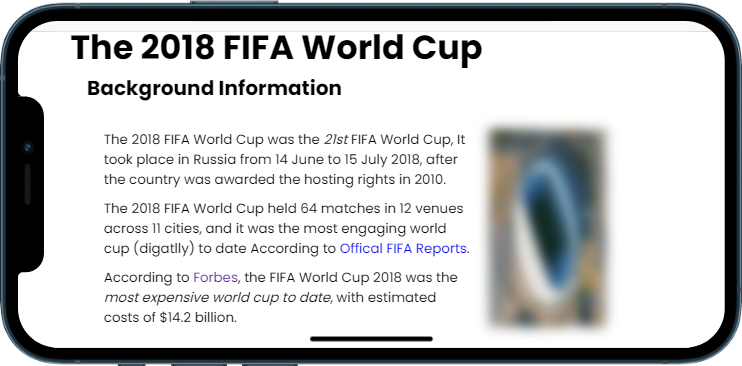 The 2018 FIFA World Cup
Background Information
The 2018 FIFA World Cup was the 21st FIFA World Cup, It
took place in Russia from 14 June to 15 July 2018, after
the country was awarded the hosting rights in 2010.
The 2018 FIFA World Cup held 64 matches in 12 venues
across 11 cities, and it was the most engaging world
cup (digatlly) to date According to Offical FIFA Reports.
According to Forbes, the FIFA World Cup 2018 was the
most expensive world cup to date, with estimated
costs of $14.2 billion.